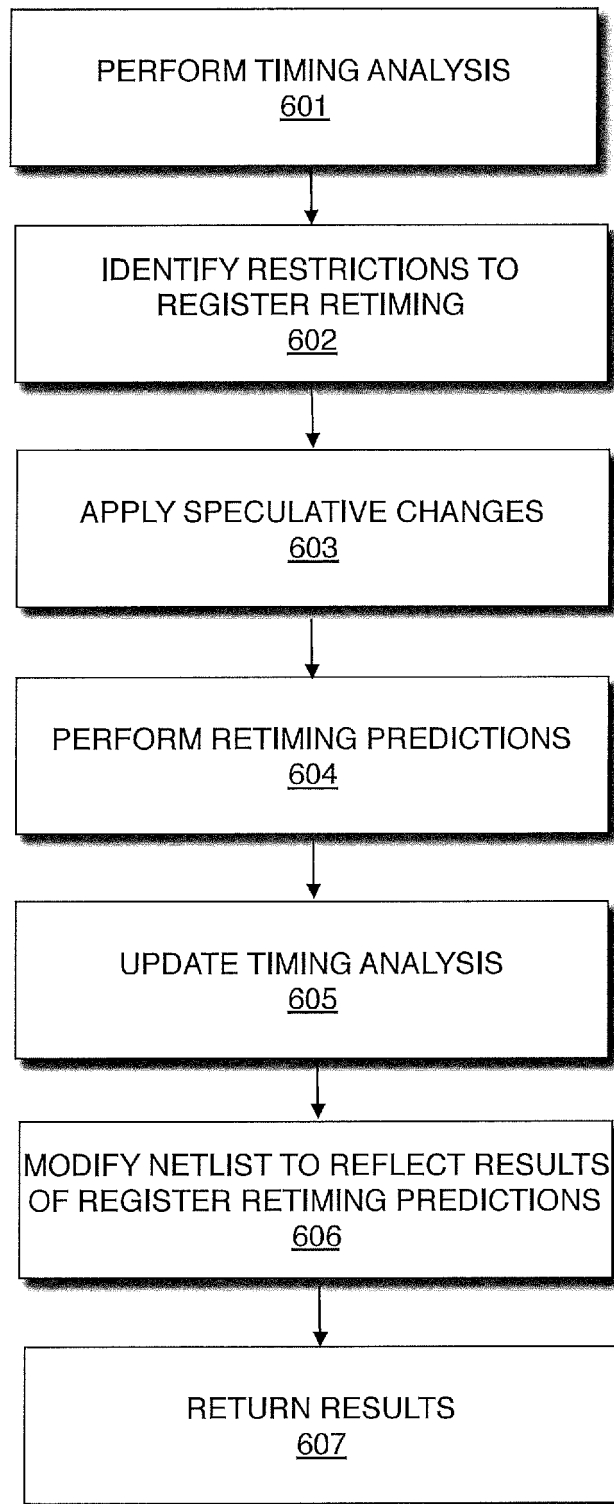 PERFORM TIMING ANALYSIS
601
IDENTIFY RESTRICTIONS TO
REGISTER RETIMING
602
APPLY SPECULATIVE CHANGES
603
PERFORM RETIMING PREDICTIONS
604
UPDATE TIMING ANALYSIS
605
MODIFY NETLIST TO REFLECT RESULTS
OF REGISTER RETIMING PREDICTIONS
606
RETURN RESULTS
607